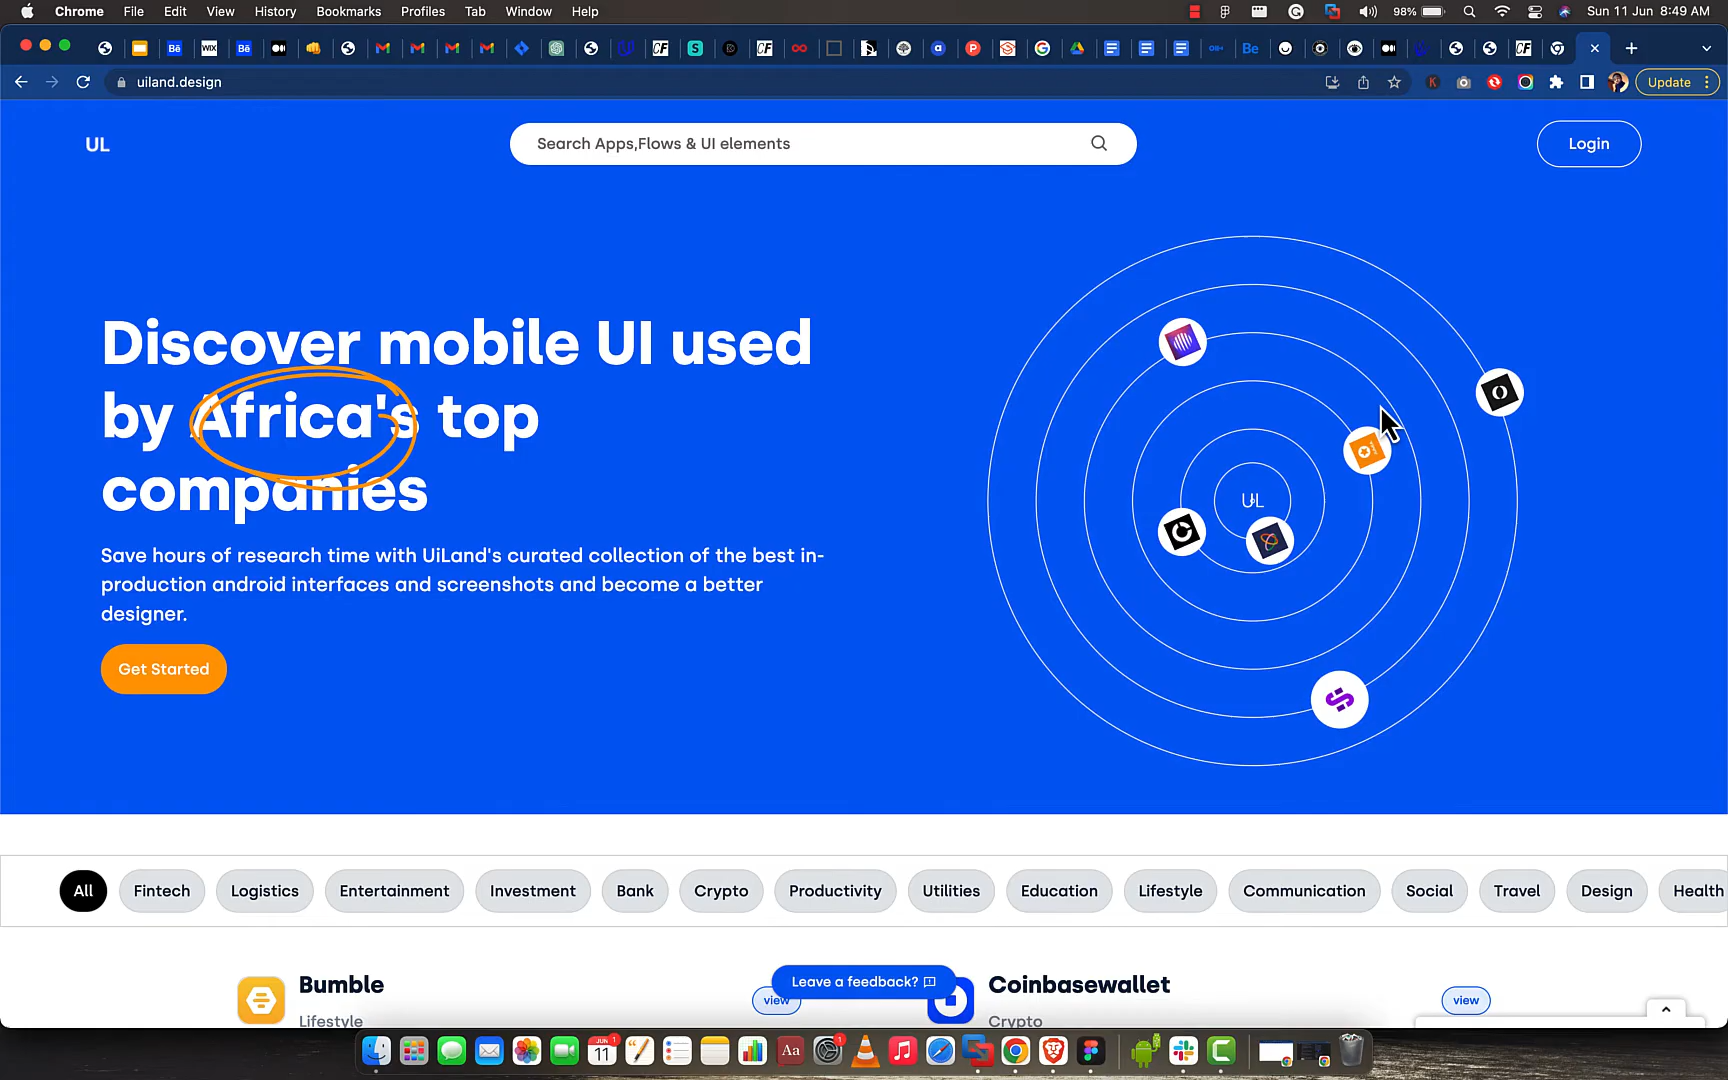 Chrome File Edit View History Bookmarks Profiles Tab Window Help 98% Sun 11 Jun 8:49 AM
uiland.design Update
UL Search Apps,Flows & UI elements Login
Discover mobile UI used
by Africa's top
companies
UL
Save hours of research time with UiLand's curated collection of the best in-
production android interfaces and screenshots and become a better
designer.
Get Started
All Fintech Logistics Entertainment Investment Bank Crypto Productivity Utilities Education Lifestyle Communication Social Travel Design Health
Bumble
Lifestyle
view
Leave a feedback?
Coinbasewallet
Crypto
view
JUN
11
Aa
1